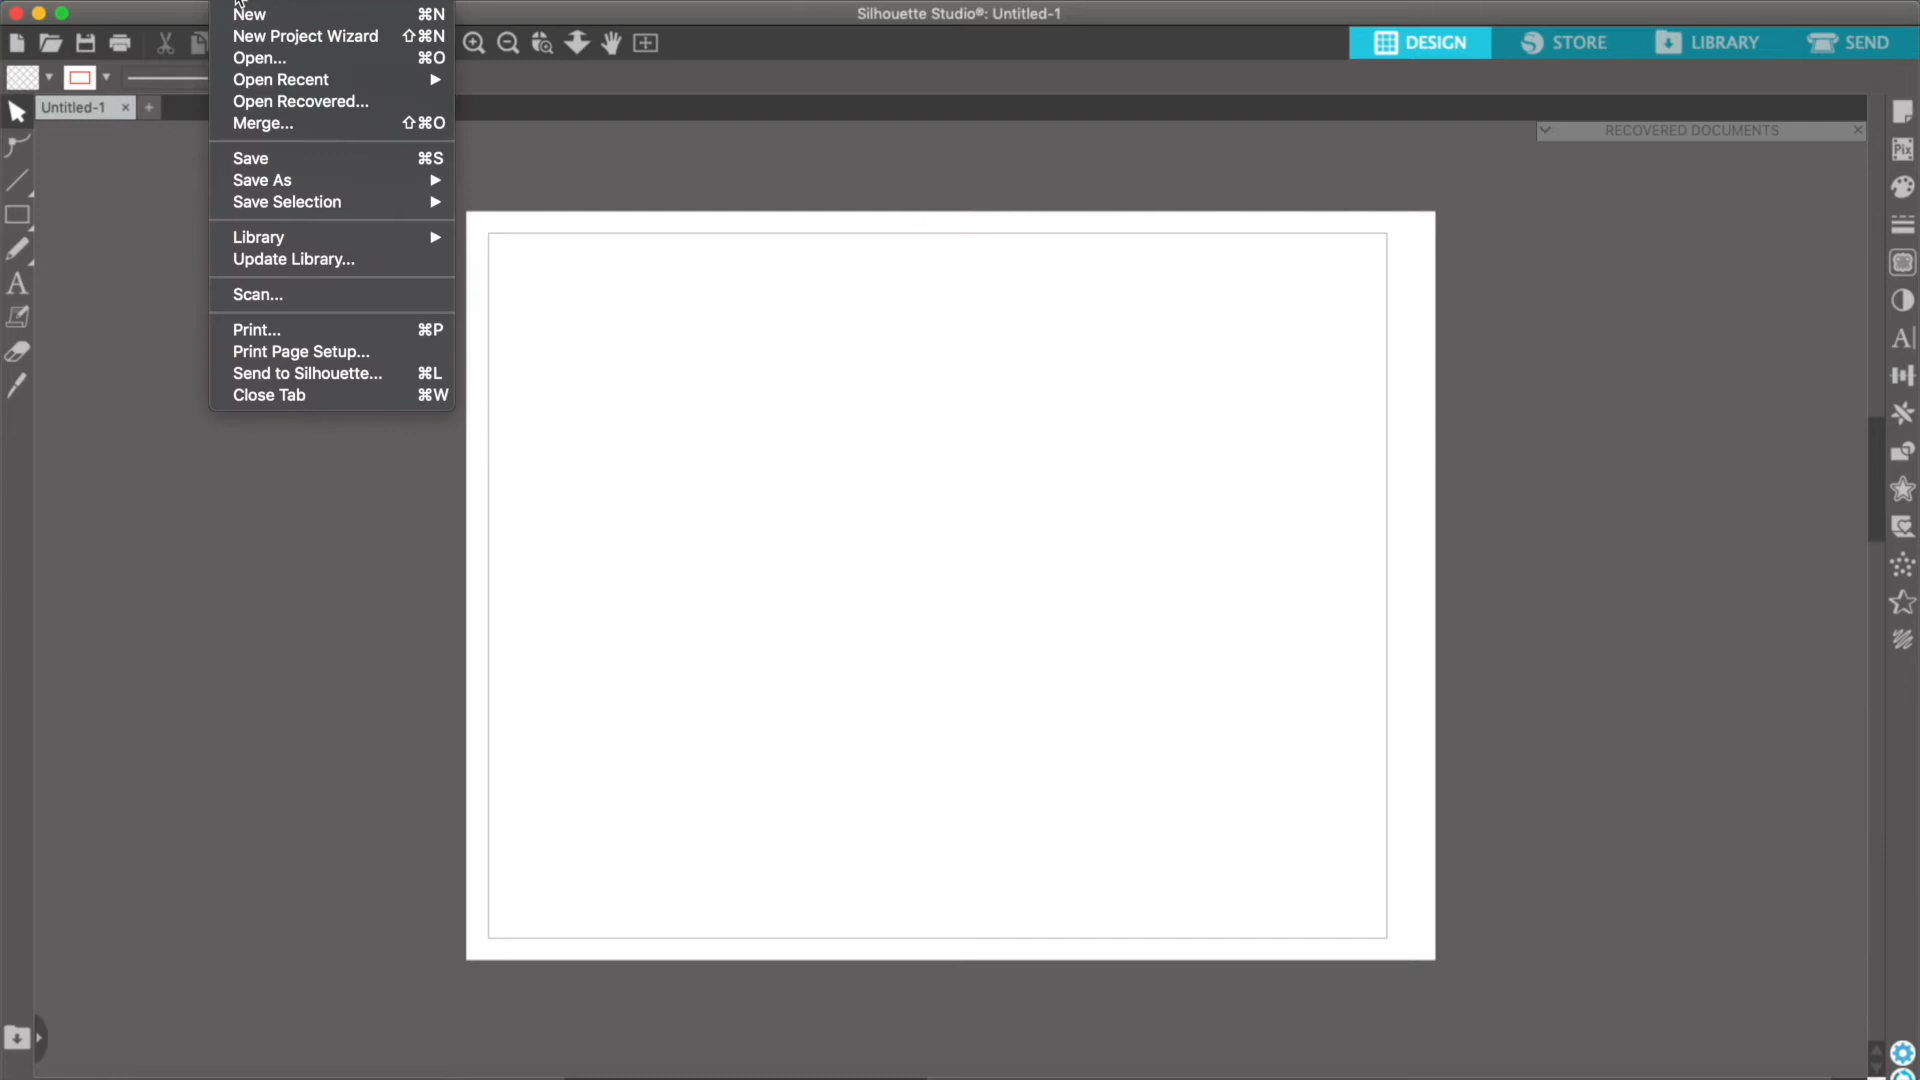 Silhouette Studio®: Untitled-1
New ⌘N
New Project Wizard ⇧⌘N
Open... ⌘O
Open Recent ▶
Open Recovered...
Merge... ⇧⌘O
Save ⌘S
Save As ▶
Save Selection ▶
Library ▶
Update Library...
Scan...
Print... ⌘P
Print Page Setup...
Send to Silhouette... ⌘L
Close Tab ⌘W
DESIGN
STORE
LIBRARY
SEND
Untitled-1 × +
RECOVERED DOCUMENTS
A
Pix
A